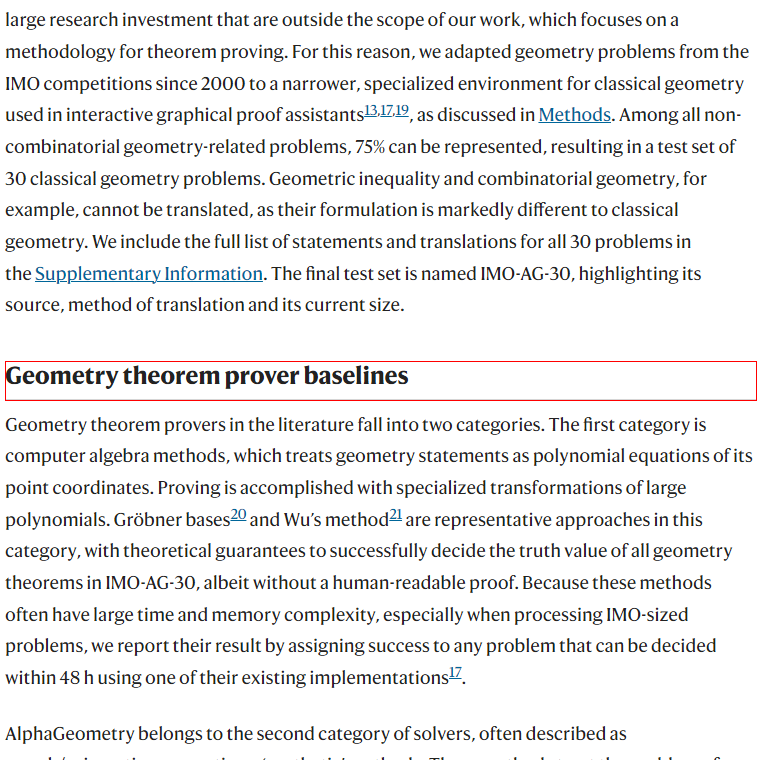 large research investment that are outside the scope of our work, which focuses on a
methodology for theorem proving. For this reason, we adapted geometry problems from the
IMO competitions since 2000 to a narrower, specialized environment for classical geometry
used in interactive graphical proof assistants13,17,19, as discussed in Methods. Among all non-
combinatorial geometry-related problems, 75% can be represented, resulting in a test set of
30 classical geometry problems. Geometric inequality and combinatorial geometry, for
example, cannot be translated, as their formulation is markedly different to classical
geometry. We include the full list of statements and translations for all 30 problems in
the Supplementary Information. The final test set is named IMO-AG-30, highlighting its
source, method of translation and its current size.
Geometry theorem prover baselines
Geometry theorem provers in the literature fall into two categories. The first category is
computer algebra methods, which treats geometry statements as polynomial equations of its
point coordinates. Proving is accomplished with specialized transformations of large
polynomials. Gröbner bases20 and Wu’s method21 are representative approaches in this
category, with theoretical guarantees to successfully decide the truth value of all geometry
theorems in IMO-AG-30, albeit without a human-readable proof. Because these methods
often have large time and memory complexity, especially when processing IMO-sized
problems, we report their result by assigning success to any problem that can be decided
within 48 h using one of their existing implementations17.
AlphaGeometry belongs to the second category of solvers, often described as